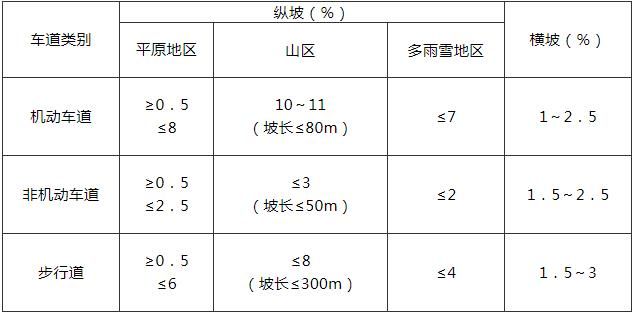 车道类别
纵坡（%）
横坡（%）
平原地区
山区
多雨雪地区
机动车道
≥0．5
≤8
10～11
（坡长≤80m）
≤7
1~2．5
非机动车道
≥0．5
≤2．5
≤3
（坡长≤50m）
≤2
1．5~2．5
步行道
≥0．5
≤6
≤8
（坡长≤300m）
≤4
1．5~3